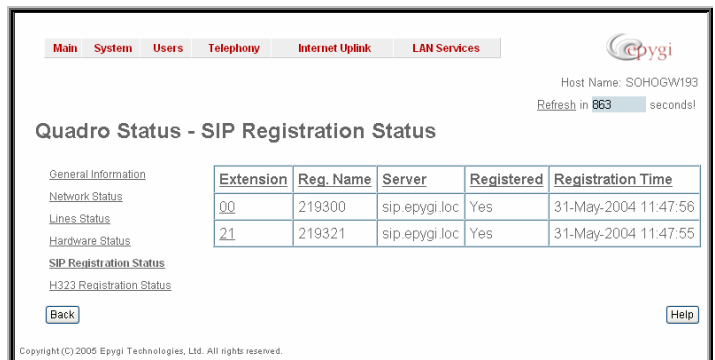 Main System Users Telephony Internet Uplink LAN Services
epygi
Host Name: SOHOGW193
Refresh in 863 seconds!
Quadro Status - SIP Registration Status
General Information
Network Status
Lines Status
Hardware Status
SIP Registration Status
H323 Registration Status
Extension Reg. Name Server Registered Registration Time
00 219300 sip.epygi.loc Yes 31-May-2004 11:47:56
21 219321 sip.epygi.loc Yes 31-May-2004 11:47:55
Back
Help
Copyright (C) 2005 Epygi Technologies, Ltd. All rights reserved.